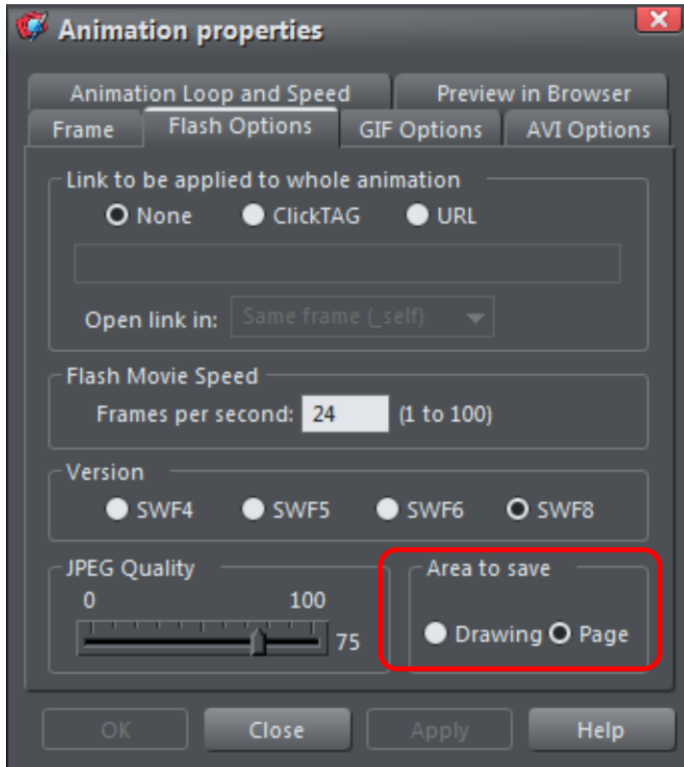 Animation properties
Animation Loop and Speed Preview in Browser
Frame Flash Options GIF Options AVI Options
Link to be applied to whole animation
None ClickTAG URL
Open link in: Same frame (_self)
Flash Movie Speed
Frames per second: 24 (1 to 100)
Version
SWF4 SWF5 SWF6 SWF8
JPEG Quality Area to save
0 100
75 Drawing Page
OK Close Apply Help